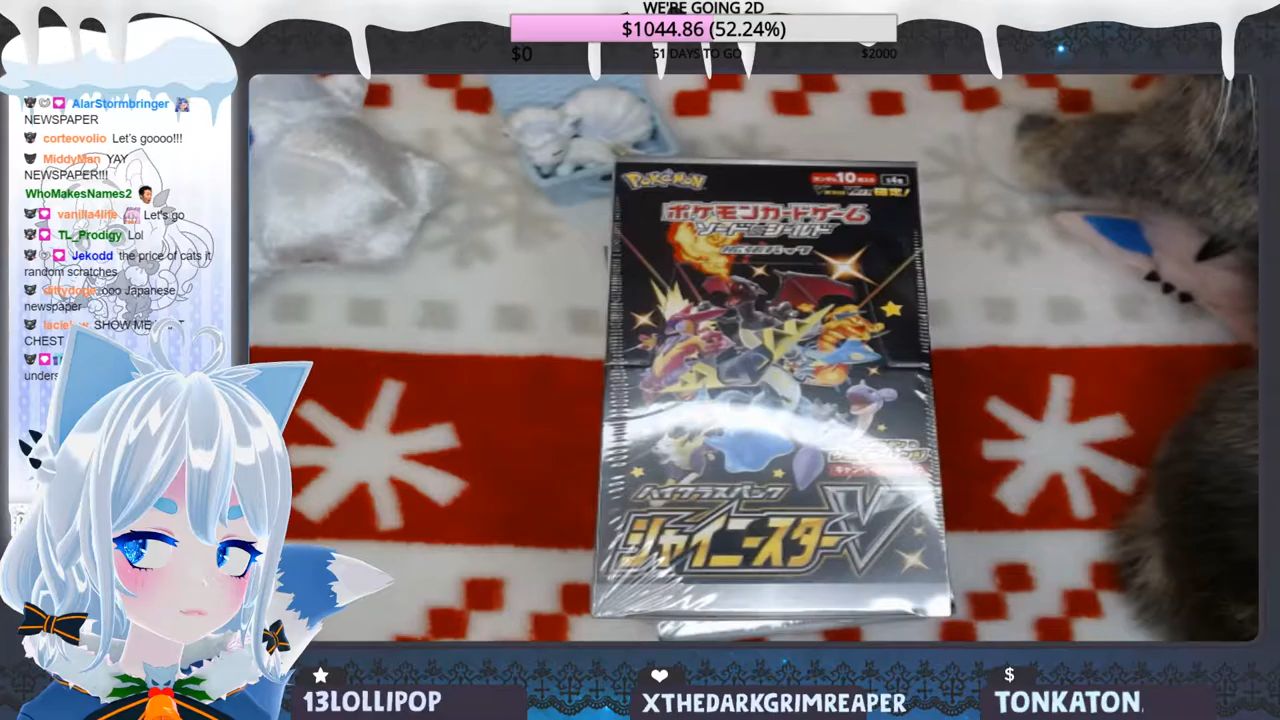 WE'RE GOING 2D
$1044.86 (52.24%)
$0
51 DAYS TO GO
$2000
AlarStormbringer
NEWSPAPER
corteovolio Let's goooo!!!
MiddyMan YAY
NEWSPAPER!!!
WhoMakesNames2
vanilla4life Let's go
TL_Prodigy Lol
Jekodd the price of cats it
random scratches
ooo Japanese
newspaper
SHOW ME
CHEST
unders
POKÉMON
ポケモンカードゲーム
ソード&シールド
ハイクラスパック
シャイニースターV
13LOLLIPOP
XTHEDARKGRIMREAPER
TONKATON